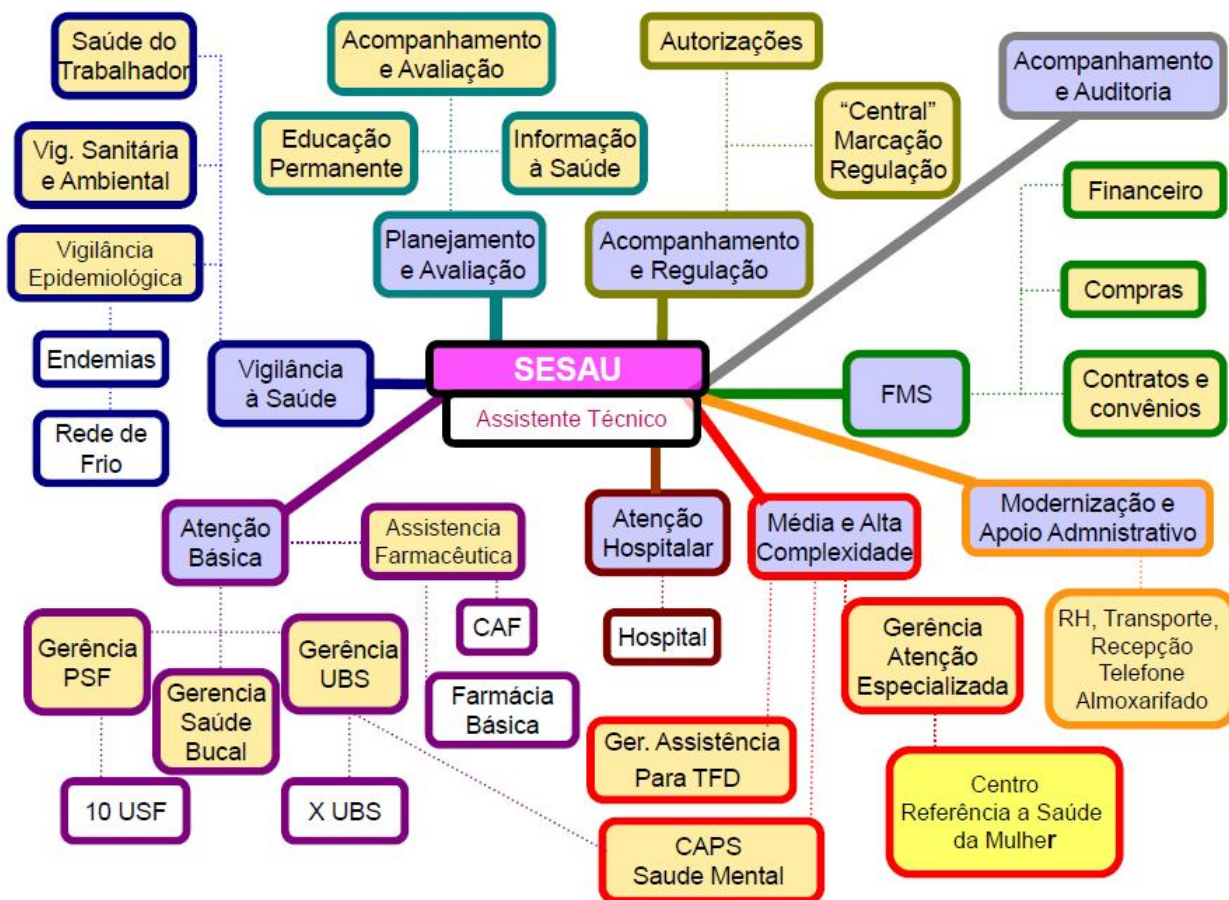 Saúde do
Trabalhador
Acompanhamento
e Avaliação
Autorizações
Acompanhamento
e Auditoria
Vig. Sanitária
e Ambiental
Educação
Permanente
Informação
à Saúde
“Central”
Marcação
Regulação
Financeiro
Vigilância
Epidemiológica
Planejamento
e Avaliação
Acompanhamento
e Regulação
Compras
Endemias
Vigilância
à Saúde
SESAU
Assistente Técnico
FMS
Contratos e
convênios
Rede de
Frio
Atenção
Básica
Assistencia
Farmacêutica
Atenção
Hospitalar
Média e Alta
Complexidade
Modernização e
Apoio Admnistrativo
CAF
Hospital
Gerência
PSF
Gerencia
Saúde
Bucal
Gerência
UBS
Farmácia
Básica
Gerência
Atenção
Especializada
RH, Transporte,
Recepção
Telefone
Almoxarifado
Ger. Assistência
Para TFD
10 USF
X UBS
CAPS
Saude Mental
Centro
Referência a Saúde
da Mulher